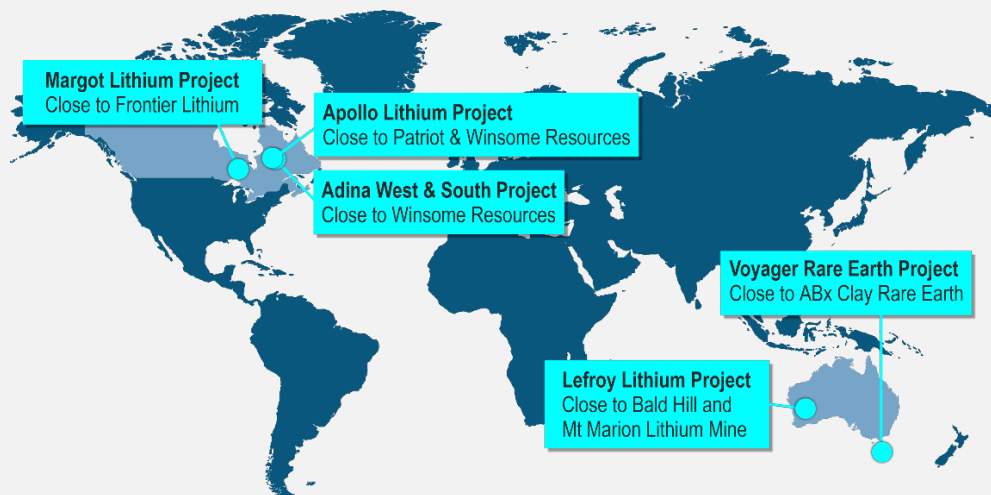 Margot Lithium Project
Close to Frontier Lithium
Apollo Lithium Project
Close to Patriot & Winsome Resources
Adina West & South Project
Close to Winsome Resources
Voyager Rare Earth Project
Close to ABx Clay Rare Earth
Lefroy Lithium Project
Close to Bald Hill and
Mt Marion Lithium Mine